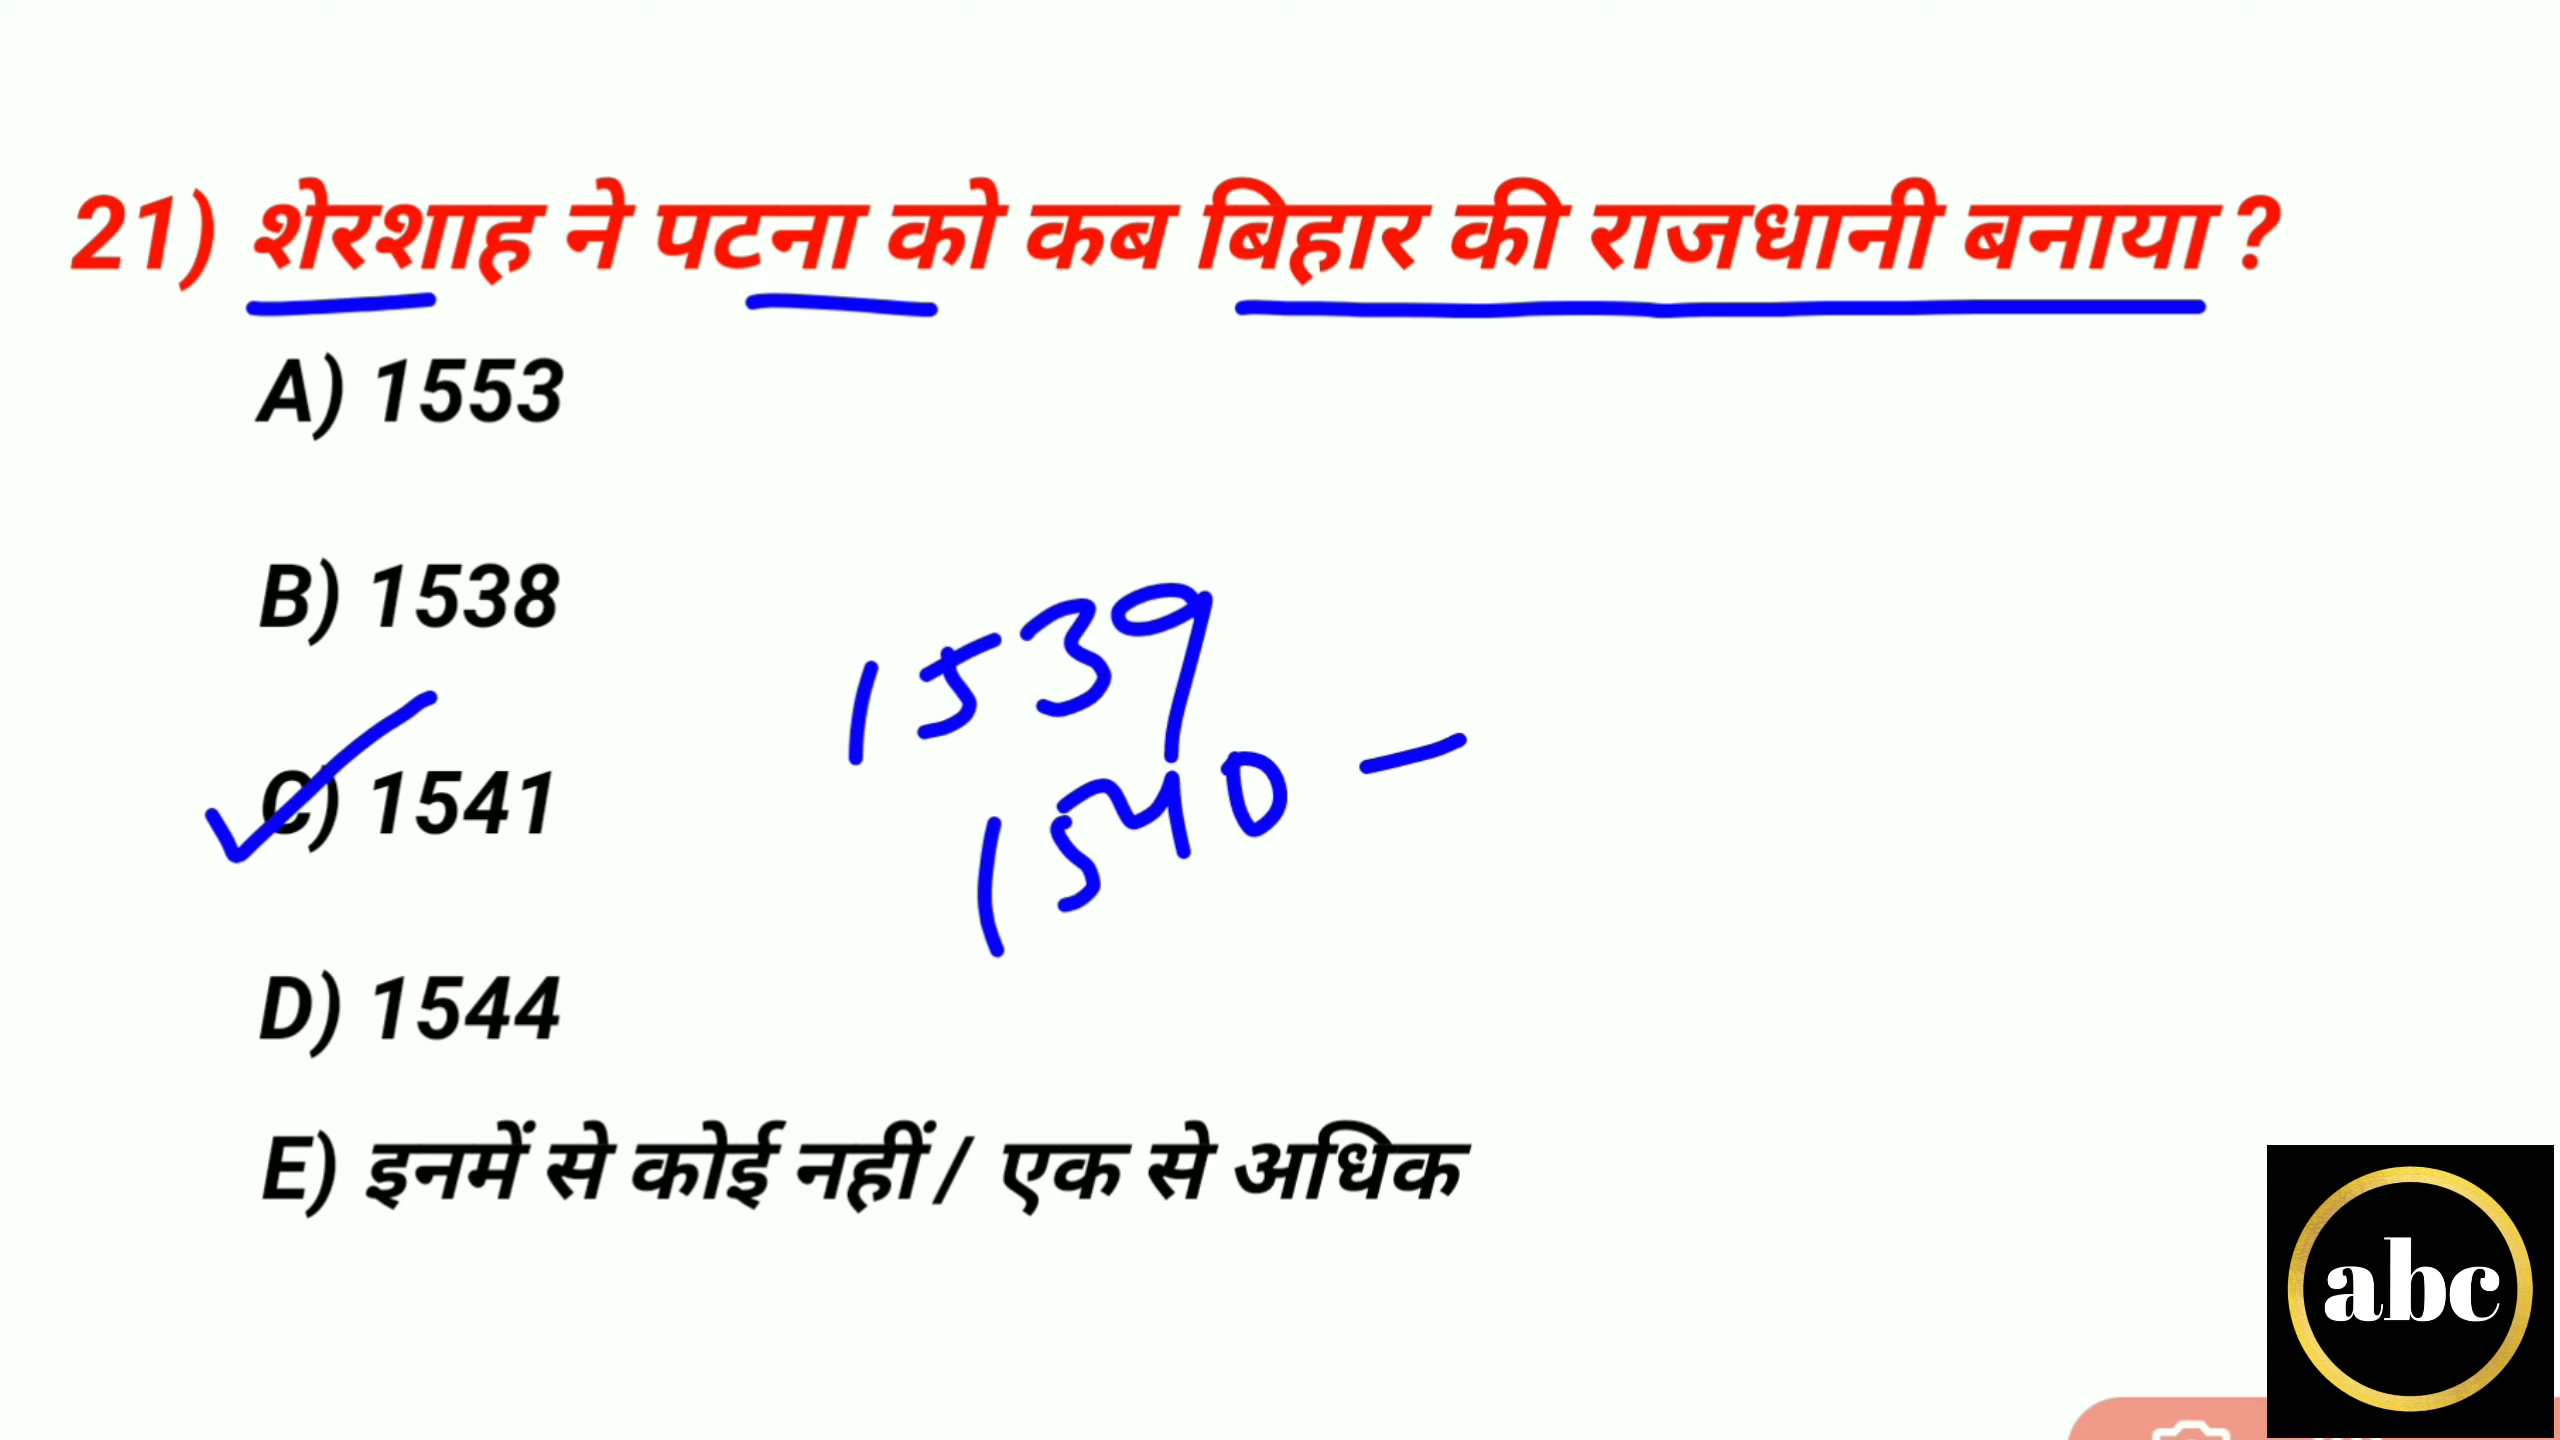 21) शेरशाह ने पटना को कब बिहार की राजधानी बनाया ?
A) 1553
B) 1538
1539
C) 1541
1540 —
D) 1544
E) इनमें से कोई नहीं / एक से अधिक
abc